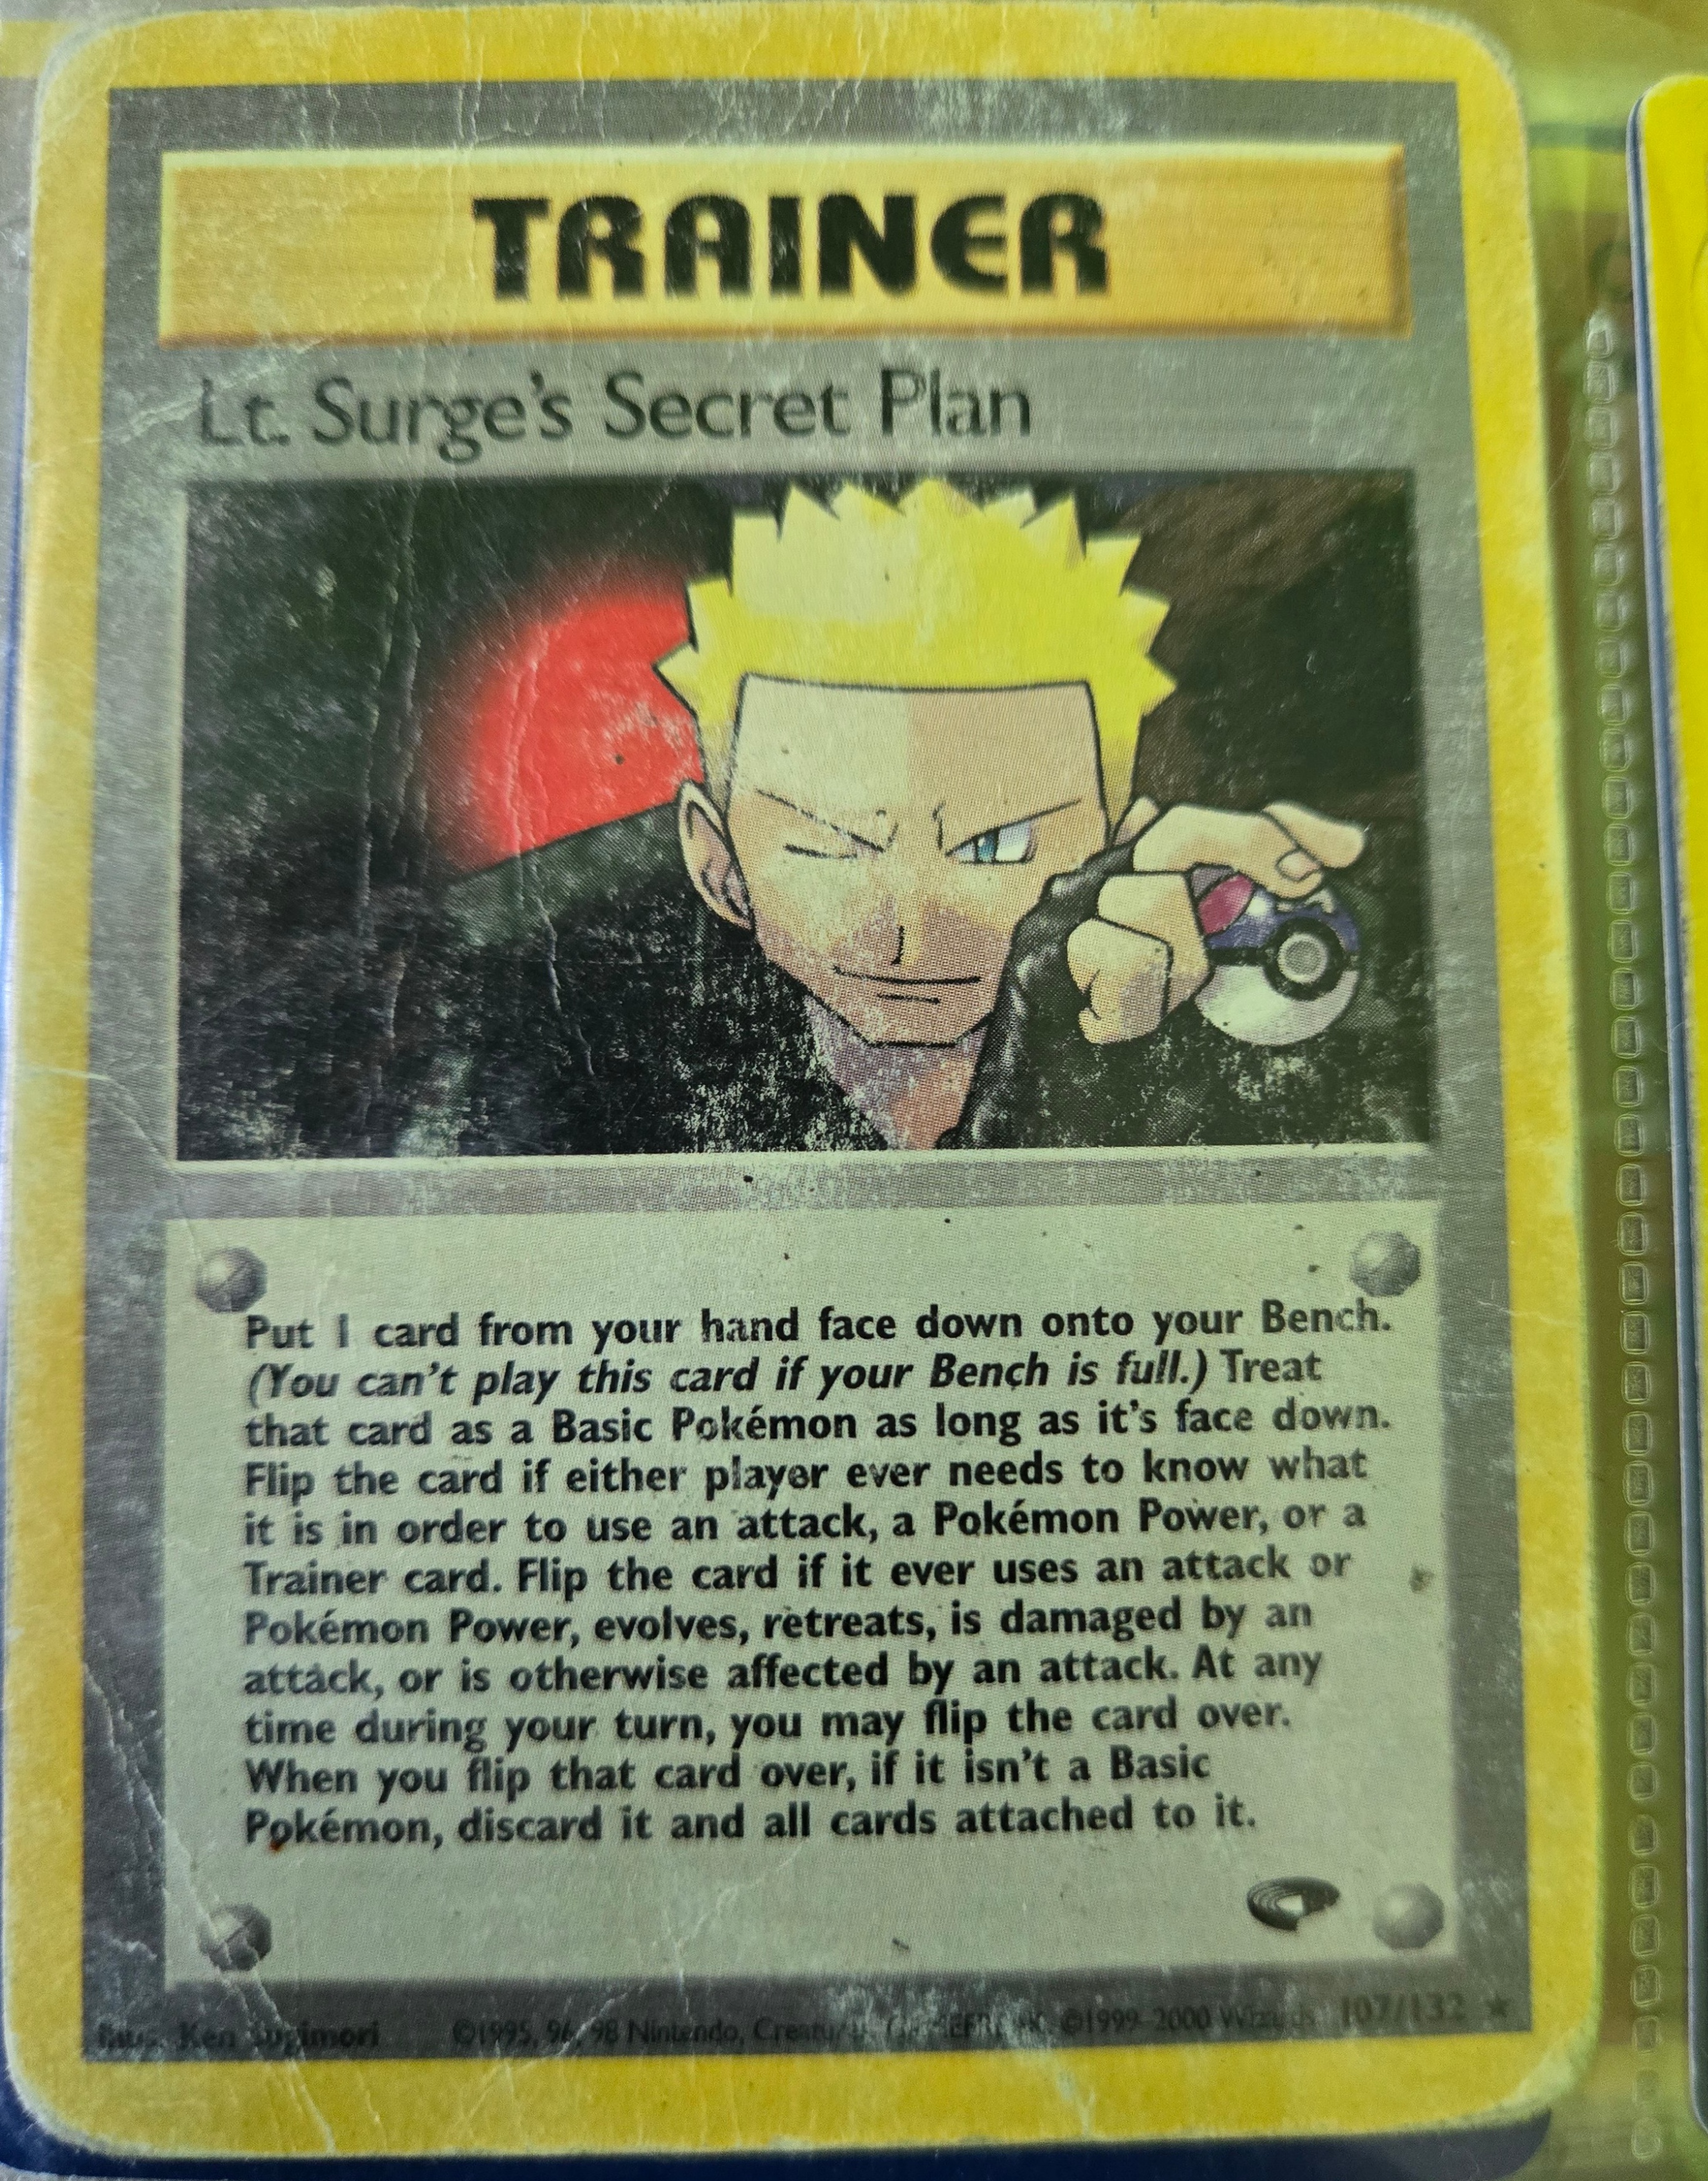 TRAINER
Lt. Surge's Secret Plan
Put 1 card from your hand face down onto your Bench.
(You can't play this card if your Bench is full.) Treat
that card as a Basic Pokémon as long as it's face down.
Flip the card if either player ever needs to know what
it is in order to use an attack, a Pokémon Power, or a
Trainer card. Flip the card if it ever uses an attack or
Pokémon Power, evolves, retreats, is damaged by an
attack, or is otherwise affected by an attack. At any
time during your turn, you may flip the card over.
When you flip that card over, if it isn't a Basic
Pokémon, discard it and all cards attached to it.
Illus. Ken Sugimori ©1995, 96, 98 Nintendo, Creatures, GAMEFREAK. ©1999-2000 Wizards. 107/132 ★